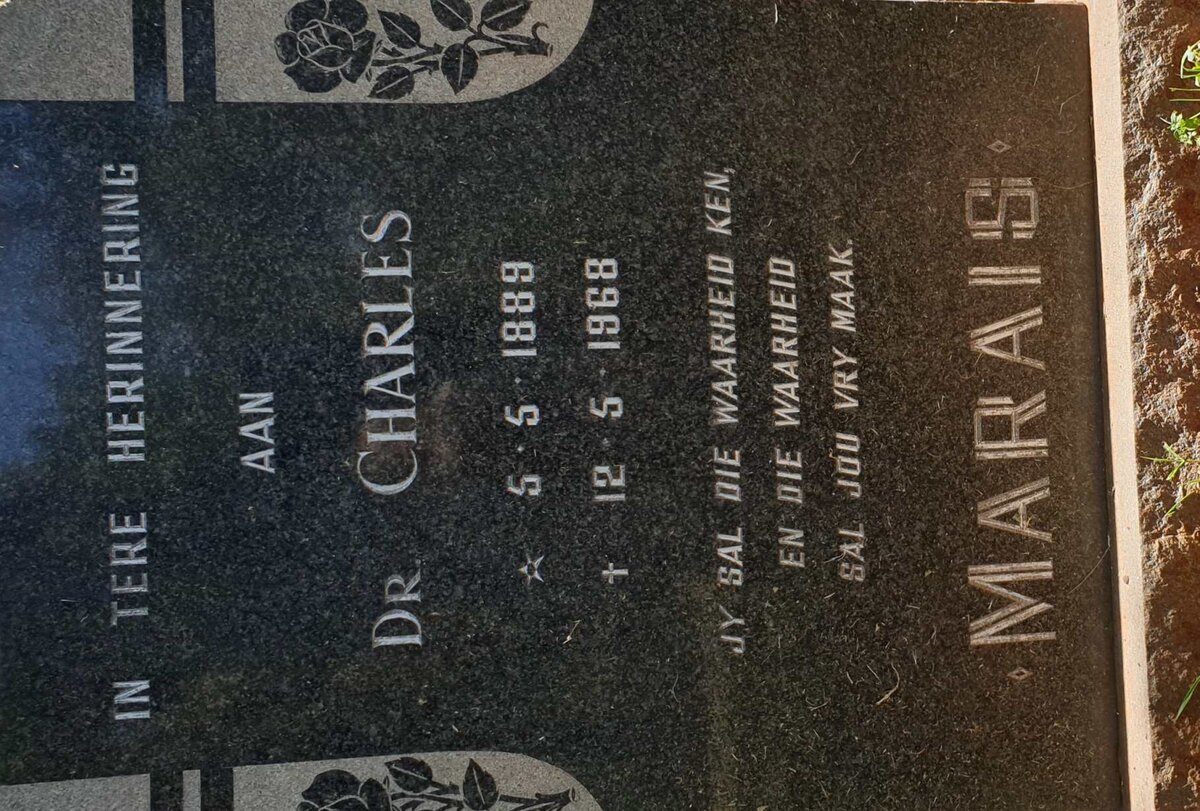 IN TERE HERINNERING
AAN
DR. CHARLES
☆ 5 · 5 · 1889
✝ 12 · 5 · 1968
JY SAL DIE WAARHEID KEN,
EN DIE WAARHEID
SAL JOU VRY MAAK.
MARAIS